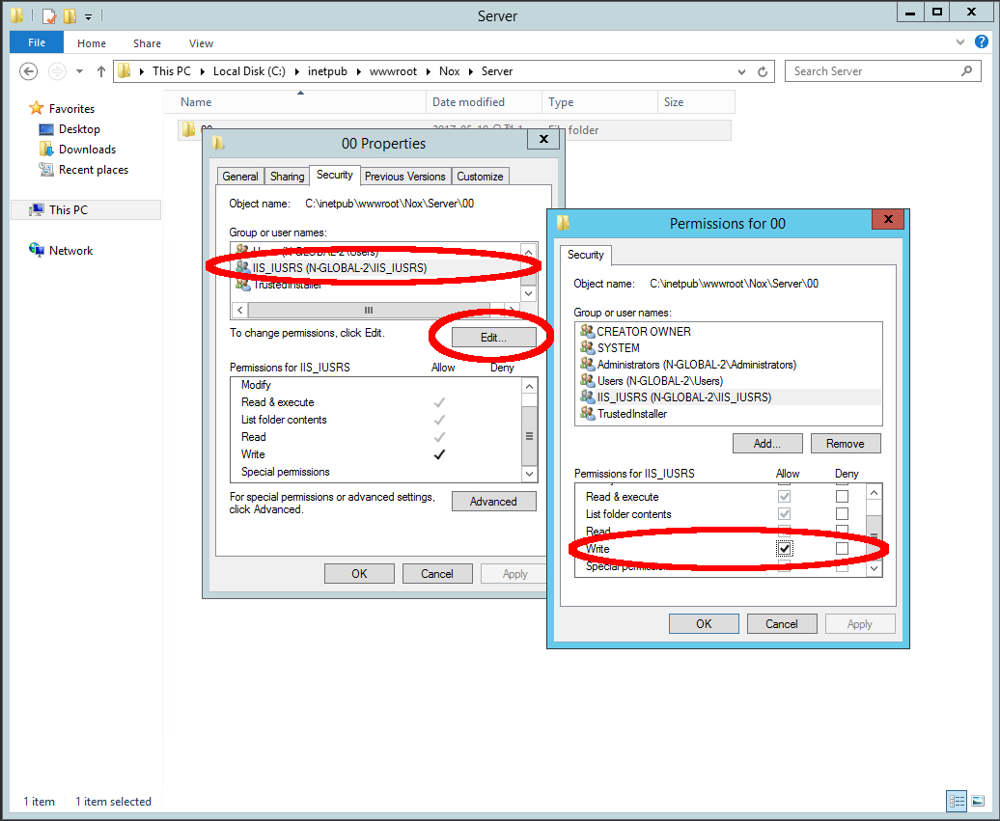 Server
File Home Share View
This PC Local Disk (C:) inetpub wwwroot Nox Server
Search Server
Favorites
Desktop
Downloads
Recent places
This PC
Network
Name Date modified Type Size
folder
00 Properties
General Sharing Security Previous Versions Customize
Object name: C:\inetpub\wwwroot\Nox\Server\00
Group or user names:
Users (N-GLOBAL-2\Users)
IIS_IUSRS (N-GLOBAL-2\IIS_IUSRS)
TrustedInstaller
To change permissions, click Edit.
Edit...
Permissions for IIS_IUSRS Allow Deny
Modify
Read & execute
List folder contents
Read
Write
Special permissions
For special permissions or advanced settings,
click Advanced.
Advanced
OK Cancel Apply
Permissions for 00
Security
Object name: C:\inetpub\wwwroot\Nox\Server\00
Group or user names:
CREATOR OWNER
SYSTEM
Administrators (N-GLOBAL-2\Administrators)
Users (N-GLOBAL-2\Users)
IIS_IUSRS (N-GLOBAL-2\IIS_IUSRS)
TrustedInstaller
Add... Remove
Permissions for IIS_IUSRS Allow Deny
Read & execute
List folder contents
Read
Write
Special permissions
OK Cancel Apply
1 item 1 item selected